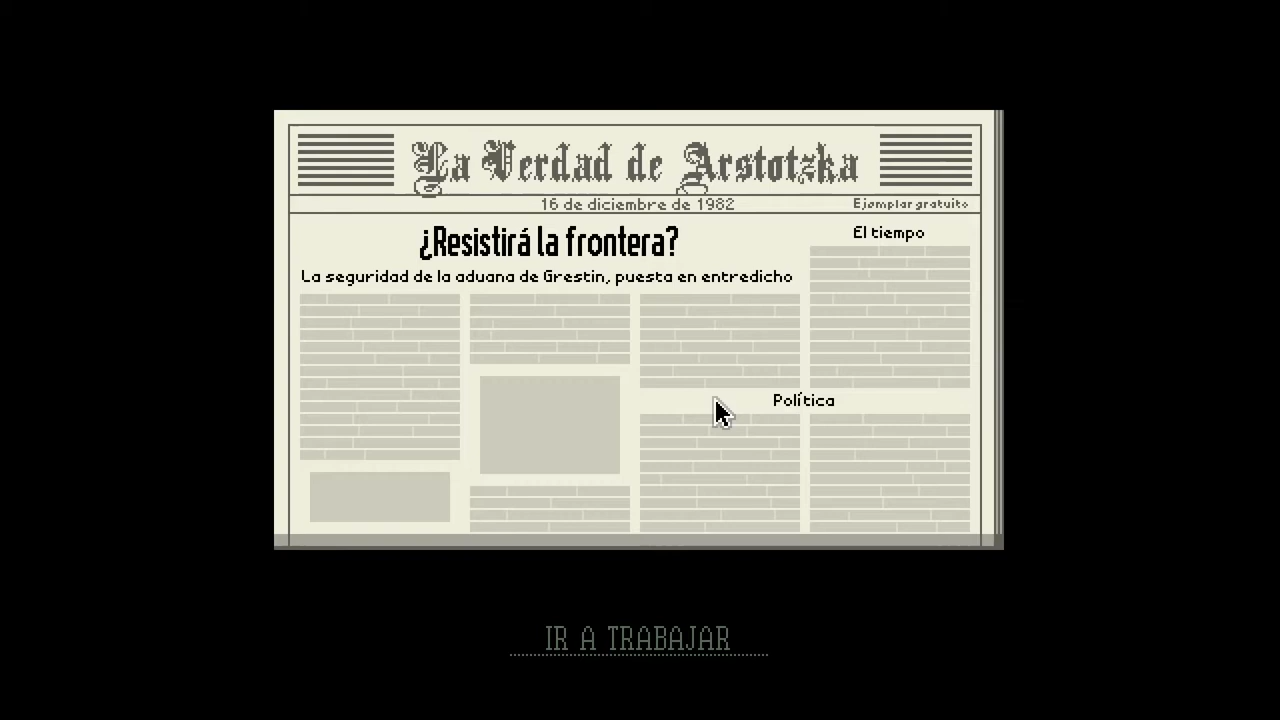 La Verdad de Arstotzka
16 de diciembre de 1982
Ejemplar gratuito
¿Resistirá la frontera?
La seguridad de la aduana de Grestin, puesta en entredicho
El tiempo
Política
IR A TRABAJAR